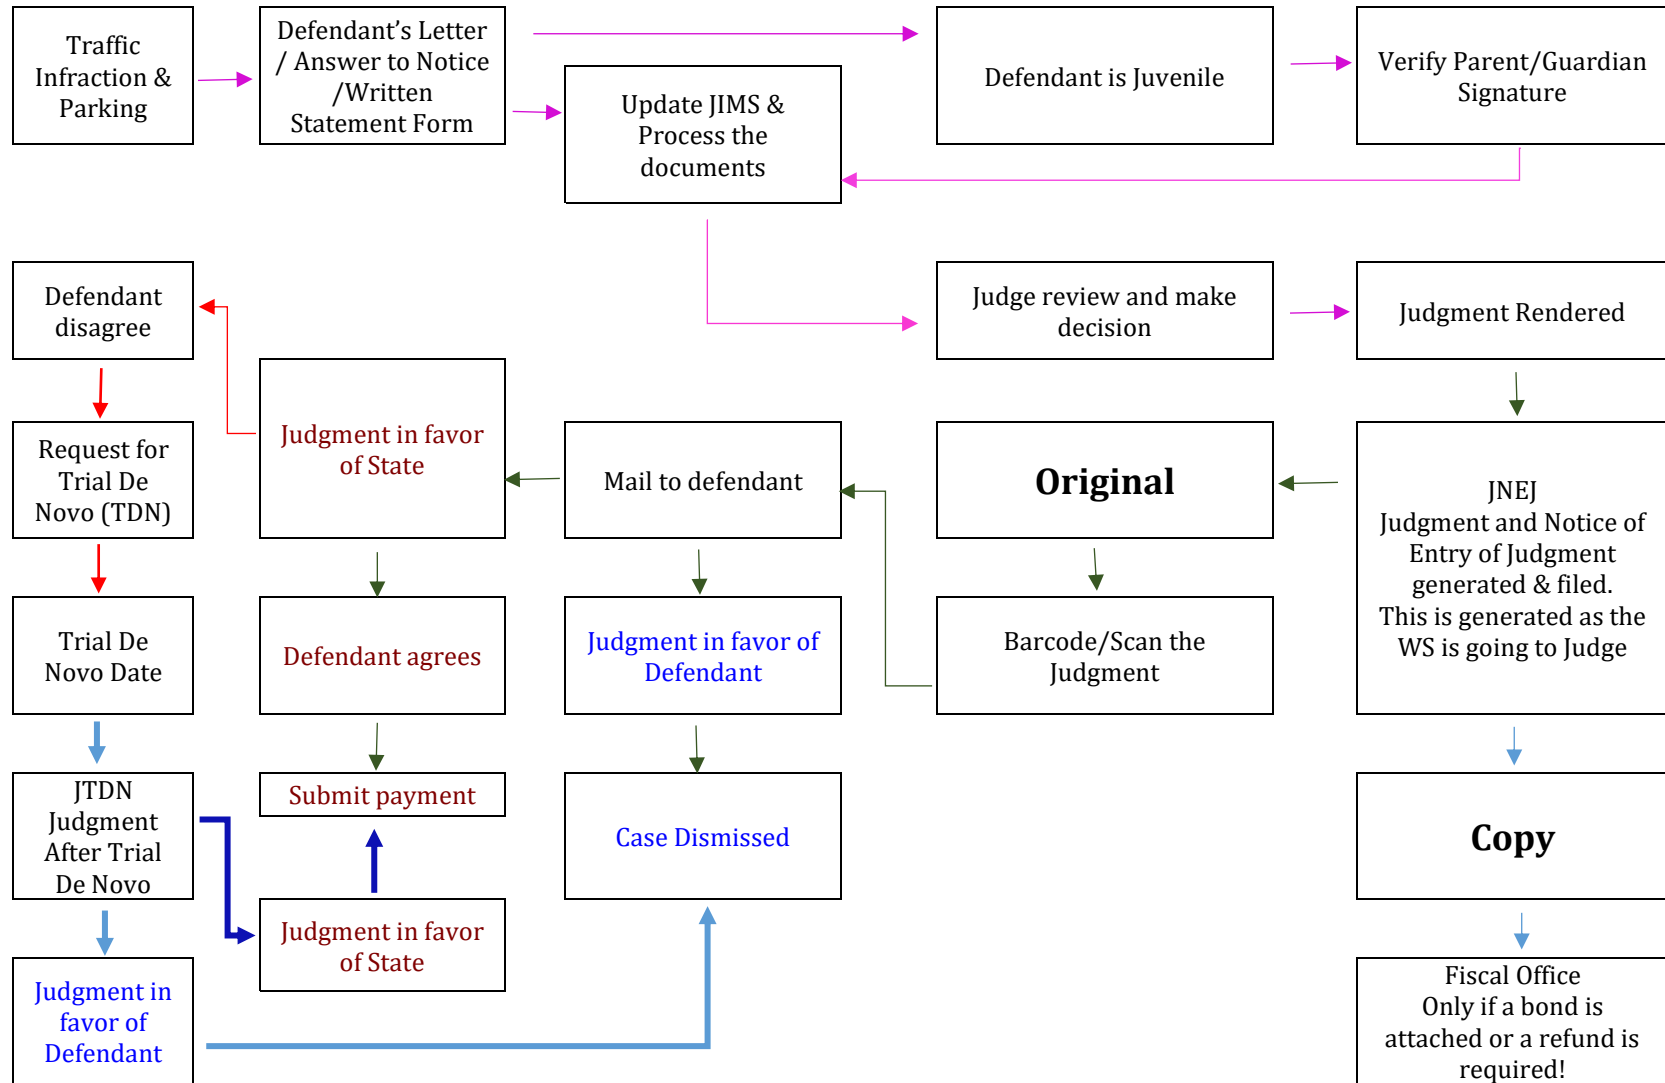 Traffic
Infraction &
Parking
Defendant's Letter
/ Answer to Notice
/Written
Statement Form
Update JIMS &
Process the
documents
Defendant is Juvenile
Verify Parent/Guardian
Signature
Defendant
disagree
Judge review and make
decision
Judgment Rendered
Request for
Trial De
Novo (TDN)
Judgment in favor
of State
Mail to defendant
Original
JNEJ
Judgment and Notice of
Entry of Judgment
generated & filed.
This is generated as the
WS is going to Judge
Trial De
Novo Date
Defendant agrees
Judgment in favor of
Defendant
Barcode/Scan the
Judgment
JTDN
Judgment
After Trial
De Novo
Submit payment
Case Dismissed
Copy
Judgment in favor
of State
Judgment in
favor of
Defendant
Fiscal Office
Only if a bond is
attached or a refund is
required!